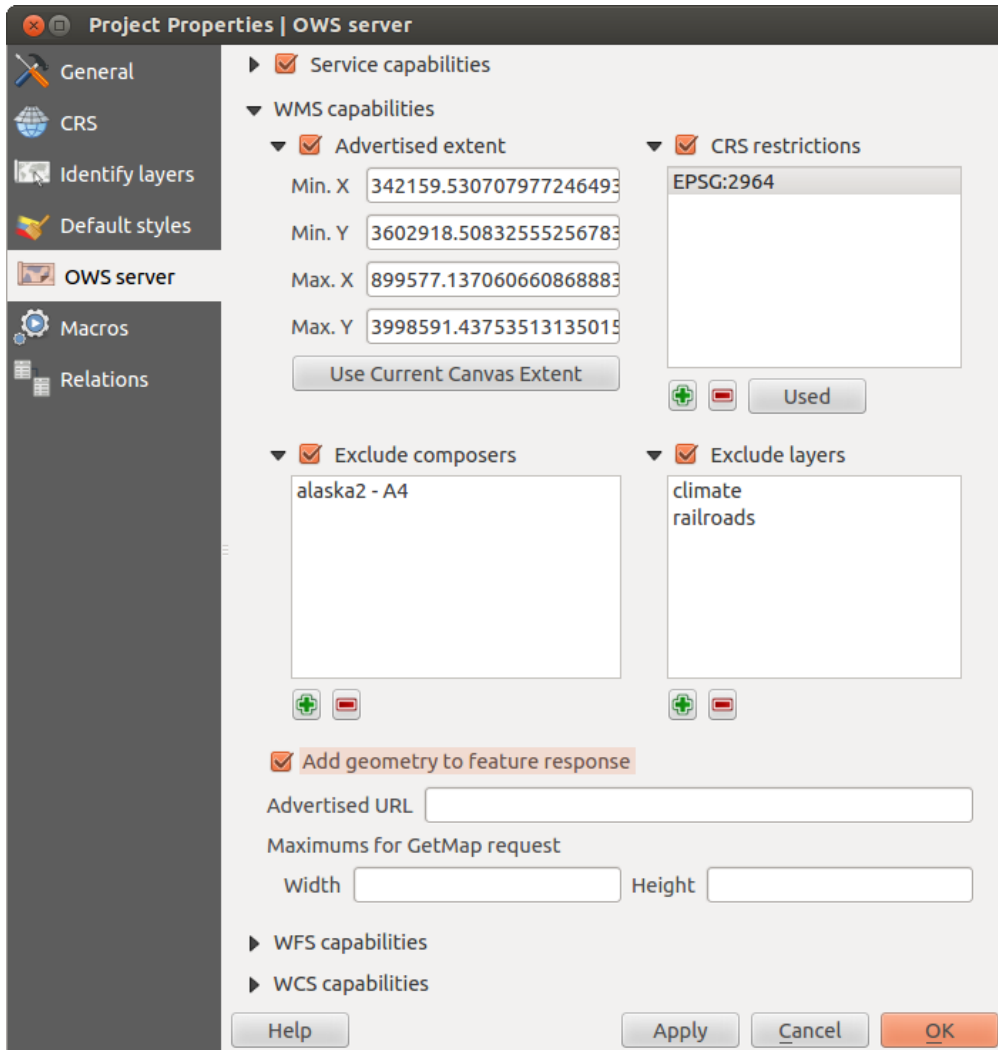 Project Properties | OWS server
General
CRS
Identify layers
Default styles
OWS server
Macros
Relations
Service capabilities
WMS capabilities
Advertised extent
Min. X 342159.530707977246493
Min. Y 3602918.50832555256783
Max. X 899577.137060660868883
Max. Y 3998591.43753513135015
Use Current Canvas Extent
CRS restrictions
EPSG:2964
Used
Exclude composers
alaska2 - A4
Exclude layers
climate
railroads
Add geometry to feature response
Advertised URL
Maximums for GetMap request
Width Height
WFS capabilities
WCS capabilities
Help Apply Cancel OK